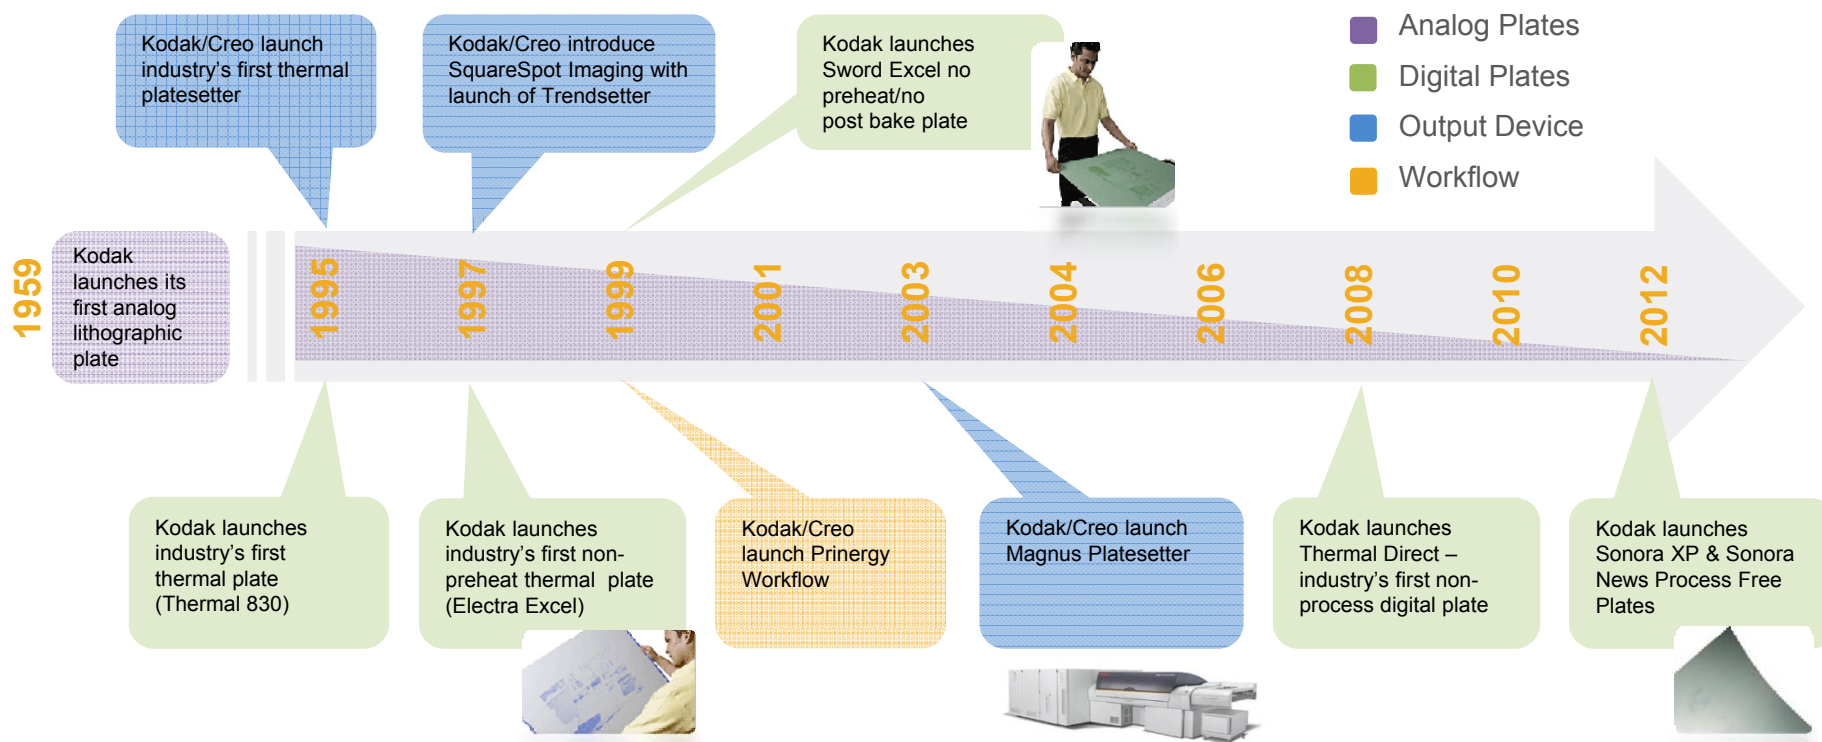 Kodak/Creo launch
industry's first thermal
platesetter
Kodak/Creo introduce
SquareSpot Imaging with
launch of Trendsetter
Kodak launches
Sword Excel no
preheat/no
post bake plate
Analog Plates
Digital Plates
Output Device
Workflow
1959
Kodak
launches its
first analog
lithographic
plate
1995
1997
1999
2001
2003
2004
2006
2008
2010
2012
Kodak launches
industry's first
thermal plate
(Thermal 830)
Kodak launches
industry's first non-
preheat thermal plate
(Electra Excel)
Kodak/Creo
launch Prinergy
Workflow
Kodak/Creo launch
Magnus Platesetter
Kodak launches
Thermal Direct –
industry's first non-
process digital plate
Kodak launches
Sonora XP & Sonora
News Process Free
Plates